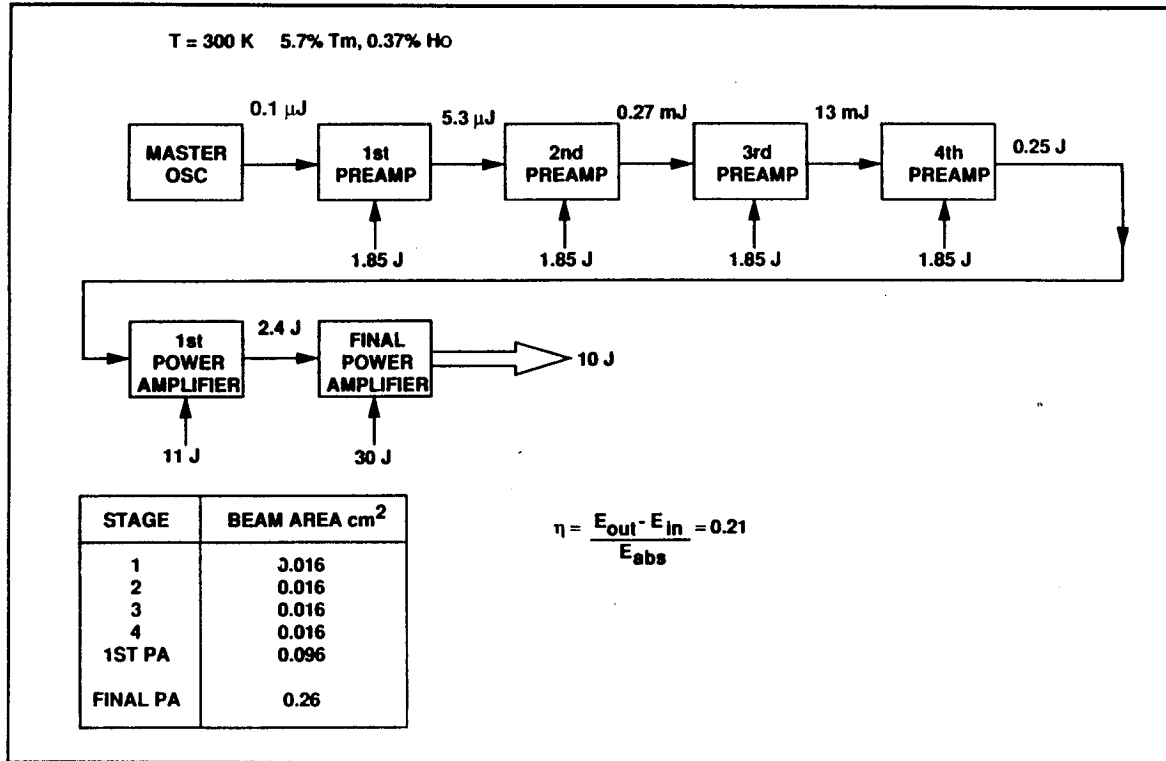 T = 300 K 5.7% Tm, 0.37% Ho
0.1 µJ
5.3 µJ
0.27 mJ
13 mJ
0.25 J
MASTER
OSC
1st
PREAMP
2nd
PREAMP
3rd
PREAMP
4th
PREAMP
1.85 J
1.85 J
1.85 J
1.85 J
1st
POWER
AMPLIFIER
2.4 J
FINAL
POWER
AMPLIFIER
10 J
11 J
30 J
STAGE BEAM AREA cm²
1 0.016
2 0.016
3 0.016
4 0.016
1ST PA 0.096
FINAL PA 0.26
η = (E_out - E_in) / E_abs = 0.21